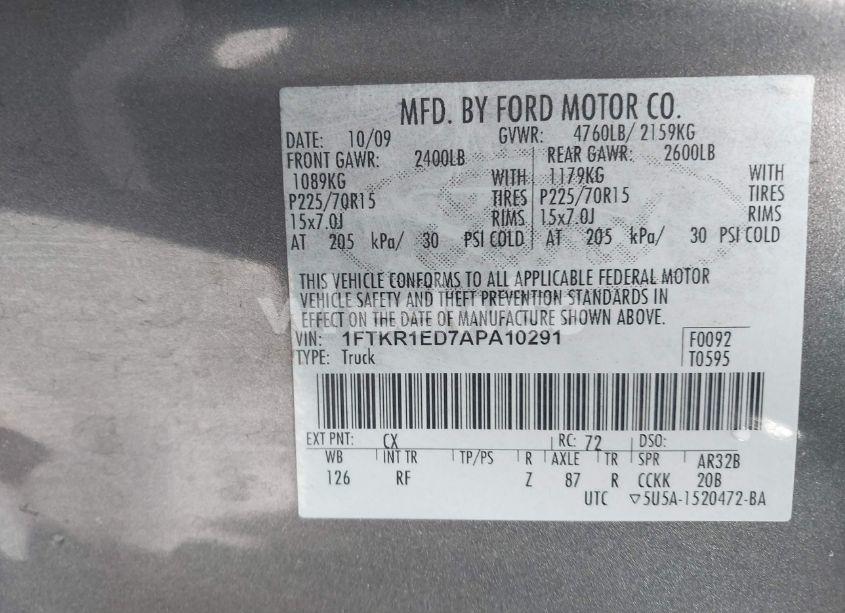 MFD. BY FORD MOTOR CO.
DATE: 10/09 GVWR: 4760LB/ 2159KG
FRONT GAWR: 2400LB REAR GAWR: 2600LB
1089KG WITH 1179KG WITH
P225/70R15 TIRES P225/70R15 TIRES
15x7.0J RIMS 15x7.0J RIMS
AT 205 kPa/ 30 PSI COLD AT 205 kPa/ 30 PSI COLD
THIS VEHICLE CONFORMS TO ALL APPLICABLE FEDERAL MOTOR
VEHICLE SAFETY AND THEFT PREVENTION STANDARDS IN
EFFECT ON THE DATE OF MANUFACTURE SHOWN ABOVE.
VIN: 1FTKR1ED7APA10291 F0092
TYPE: Truck T0595
EXT PNT: CX RC: 72 DSO:
WB INT TR TP/PS R AXLE TR SPR AR32B
126 RF Z 87 R CCKK 20B
UTC ▽5U5A-1520472-BA